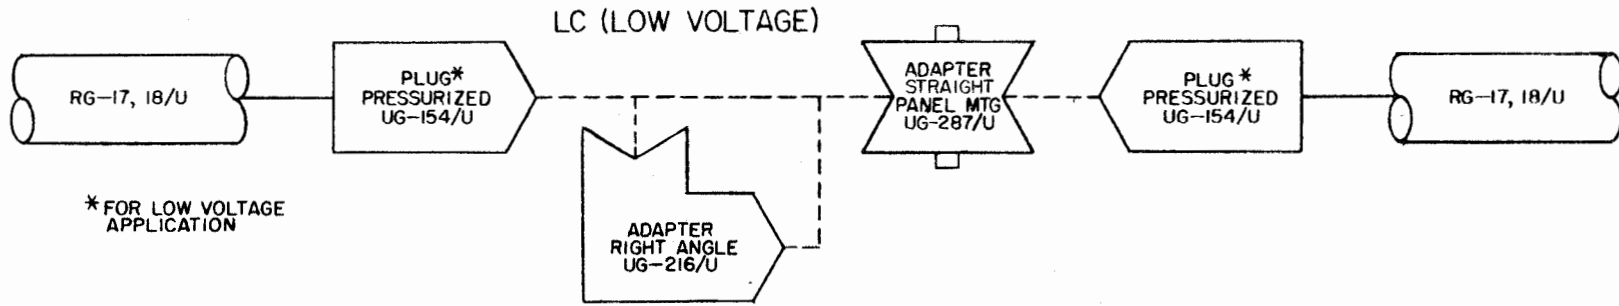 LC (LOW VOLTAGE)
RG-17, 18/U
PLUG*
PRESSURIZED
UG-154/U
ADAPTER
STRAIGHT
PANEL MTG
UG-287/U
PLUG*
PRESSURIZED
UG-154/U
RG-17, 18/U
*FOR LOW VOLTAGE
APPLICATION
ADAPTER
RIGHT ANGLE
UG-216/U